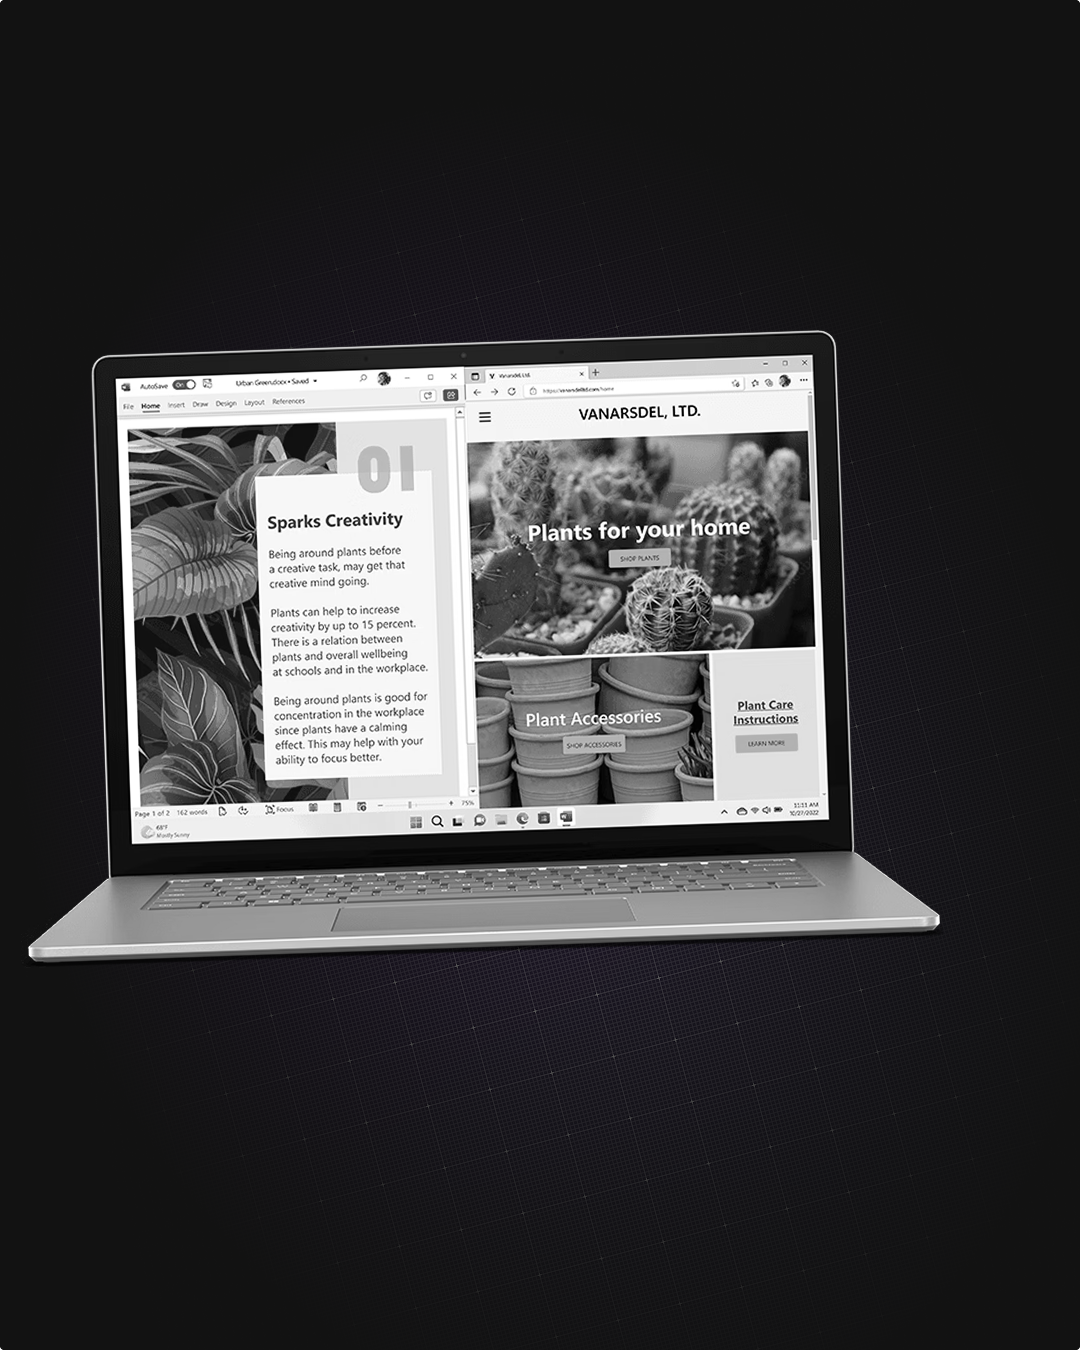 AutoSave On Urban Green.docx • Saved
File Home Insert Draw Design Layout References
01
Sparks Creativity
Being around plants before
a creative task, may get that
creative mind going.
Plants can help to increase
creativity by up to 15 percent.
There is a relation between
plants and overall wellbeing
at schools and in the workplace.
Being around plants is good for
concentration in the workplace
since plants have a calming
effect. This may help with your
ability to focus better.
Page 1 of 2 162 words Focus 75%
Vanarsdel, Ltd.
https://vanarsdelltd.com/home
VANARSDEL, LTD.
Plants for your home
SHOP PLANTS
Plant Accessories
SHOP ACCESSORIES
Plant Care
Instructions
LEARN MORE
68°F
Mostly Sunny
11:11 AM
10/27/2022